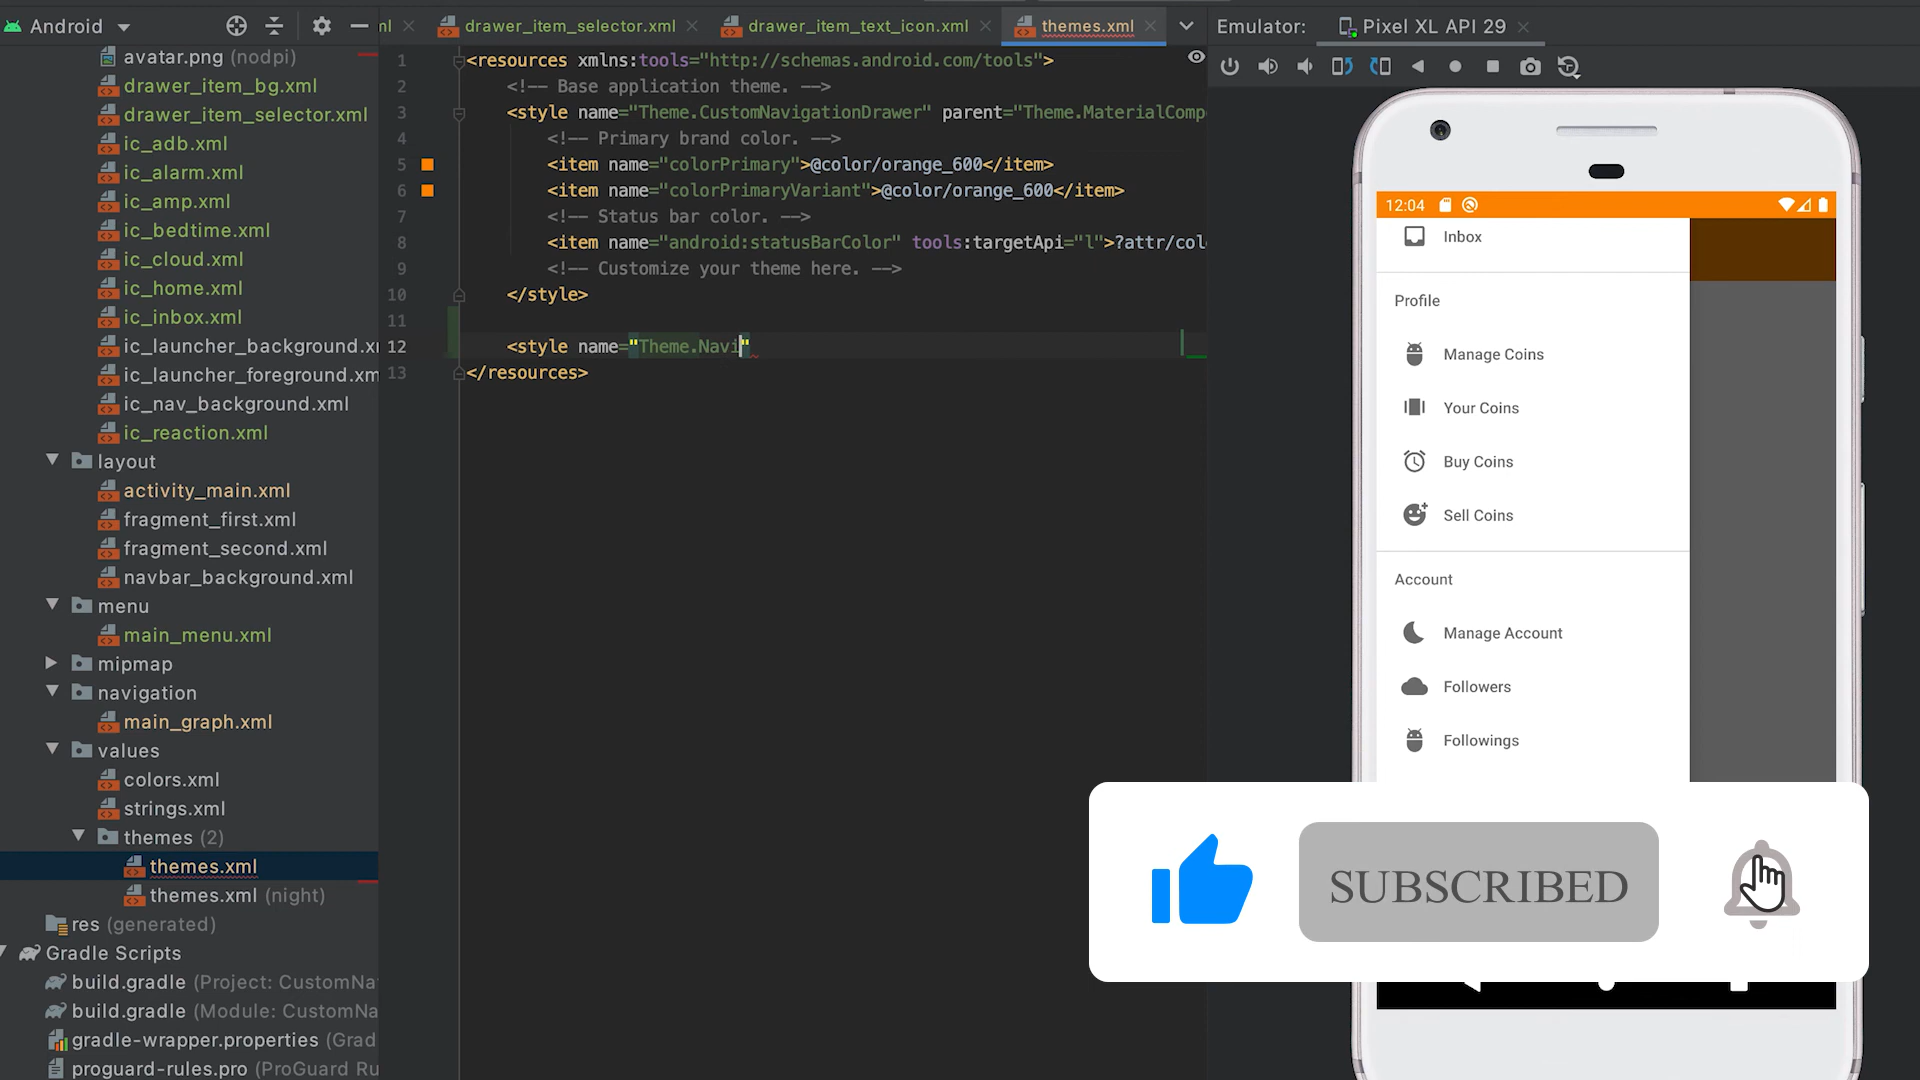 Android
ml
drawer_item_selector.xml
drawer_item_text_icon.xml
themes.xml
Emulator:
Pixel XL API 29
avatar.png (nodpi)
drawer_item_bg.xml
drawer_item_selector.xml
ic_adb.xml
ic_alarm.xml
ic_amp.xml
ic_bedtime.xml
ic_cloud.xml
ic_home.xml
ic_inbox.xml
ic_launcher_background.xm
ic_launcher_foreground.xm
ic_nav_background.xml
ic_reaction.xml
layout
activity_main.xml
fragment_first.xml
fragment_second.xml
navbar_background.xml
menu
main_menu.xml
mipmap
navigation
main_graph.xml
values
colors.xml
strings.xml
themes (2)
themes.xml
themes.xml (night)
res (generated)
Gradle Scripts
build.gradle (Project: CustomNa
build.gradle (Module: CustomNa
gradle-wrapper.properties (Grad
proguard-rules.pro (ProGuard Ru
1 <resources xmlns:tools="http://schemas.android.com/tools">
2 <!-- Base application theme. -->
3 <style name="Theme.CustomNavigationDrawer" parent="Theme.MaterialCompo
4 <!-- Primary brand color. -->
5 <item name="colorPrimary">@color/orange_600</item>
6 <item name="colorPrimaryVariant">@color/orange_600</item>
7 <!-- Status bar color. -->
8 <item name="android:statusBarColor" tools:targetApi="l">?attr/colo
9 <!-- Customize your theme here. -->
10 </style>
11
12 <style name="Theme.Navi"
13 </resources>
12:04
Inbox
Profile
Manage Coins
Your Coins
Buy Coins
Sell Coins
Account
Manage Account
Followers
Followings
SUBSCRIBED